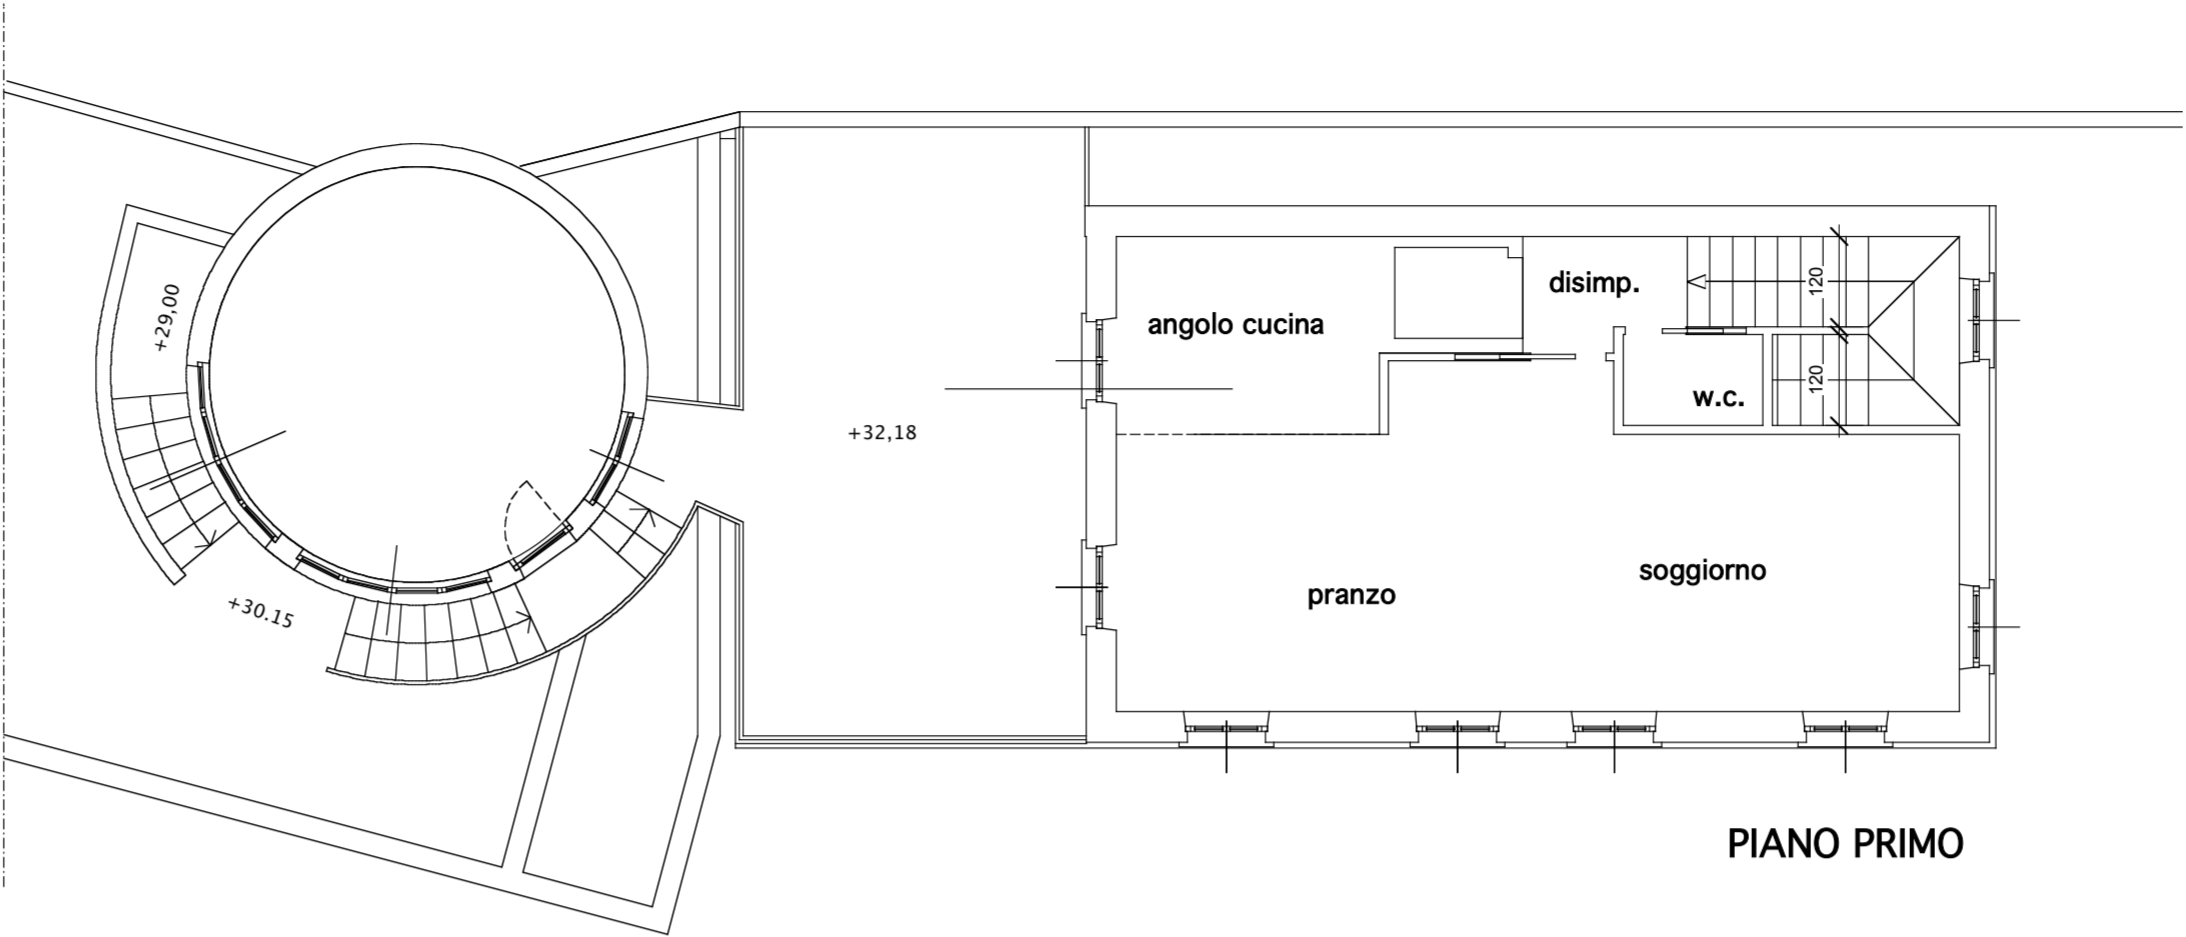 +29,00
+30.15
+32,18
angolo cucina
disimp.
120
120
w.c.
pranzo
soggiorno
PIANO PRIMO